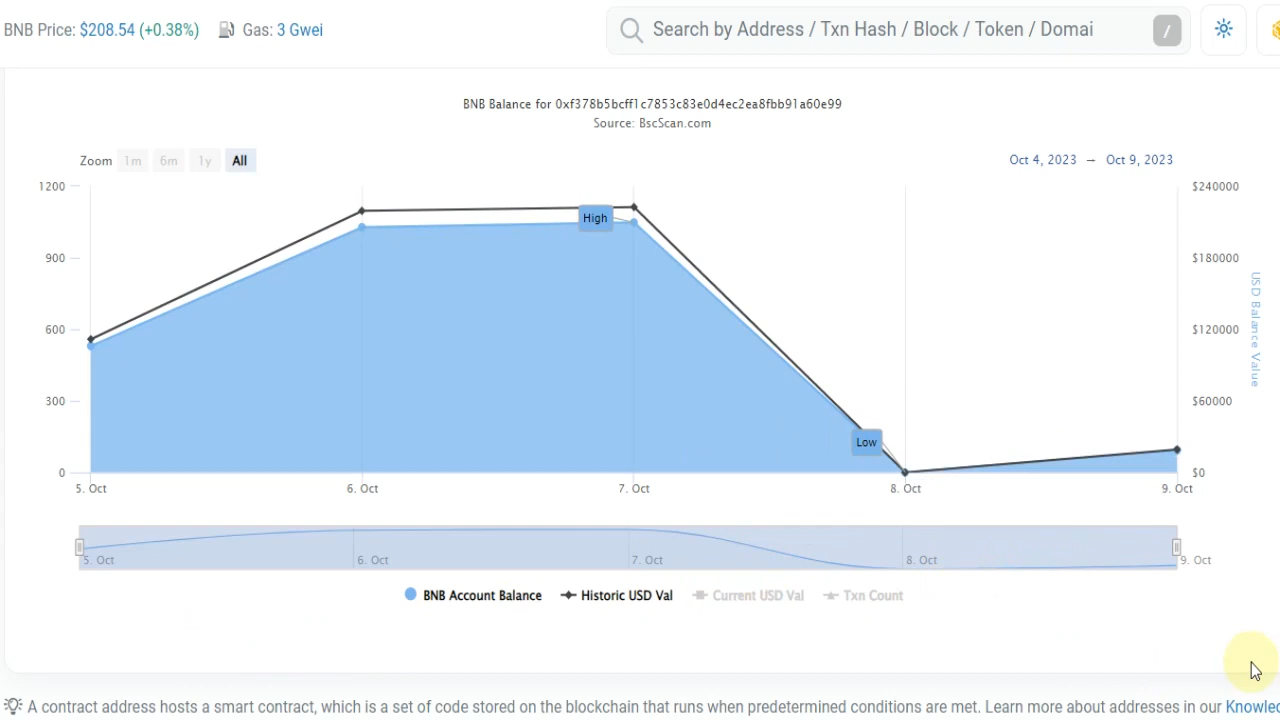 BNB Price: $208.54 (+0.38%) Gas: 3 Gwei
Search by Address / Txn Hash / Block / Token / Domai /
BNB Balance for 0xf378b5bcff1c7853c83e0d4ec2ea8fbb91a60e99
Source: BscScan.com
Zoom 1m 6m 1y All
Oct 4, 2023 → Oct 9, 2023
1200 $240000
High
900 $180000
600 $120000
USD Balance Value
300 $60000
Low
0 $0
5. Oct 6. Oct 7. Oct 8. Oct 9. Oct
5. Oct 6. Oct 7. Oct 8. Oct 9. Oct
BNB Account Balance Historic USD Val Current USD Val Txn Count
A contract address hosts a smart contract, which is a set of code stored on the blockchain that runs when predetermined conditions are met. Learn more about addresses in our Knowled